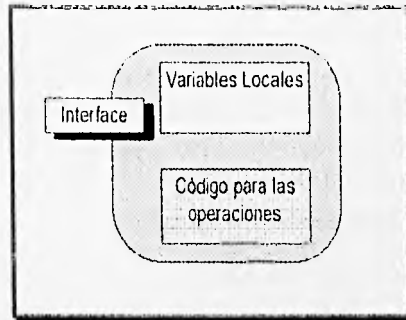 Variables Locales
Interface
Código para las
operaciones